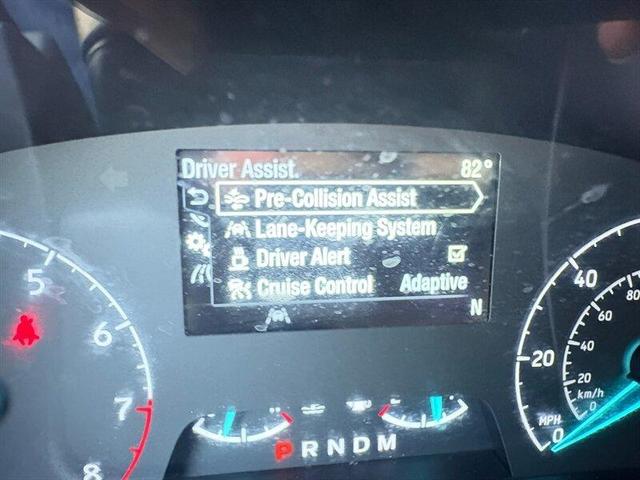 Driver Assist. 82°
Pre-Collision Assist
Lane-Keeping System
Driver Alert
Cruise Control Adaptive
N
5
6
7
8
40
20
MPH 0
80
60
40
20
km/h
0
P R N D M